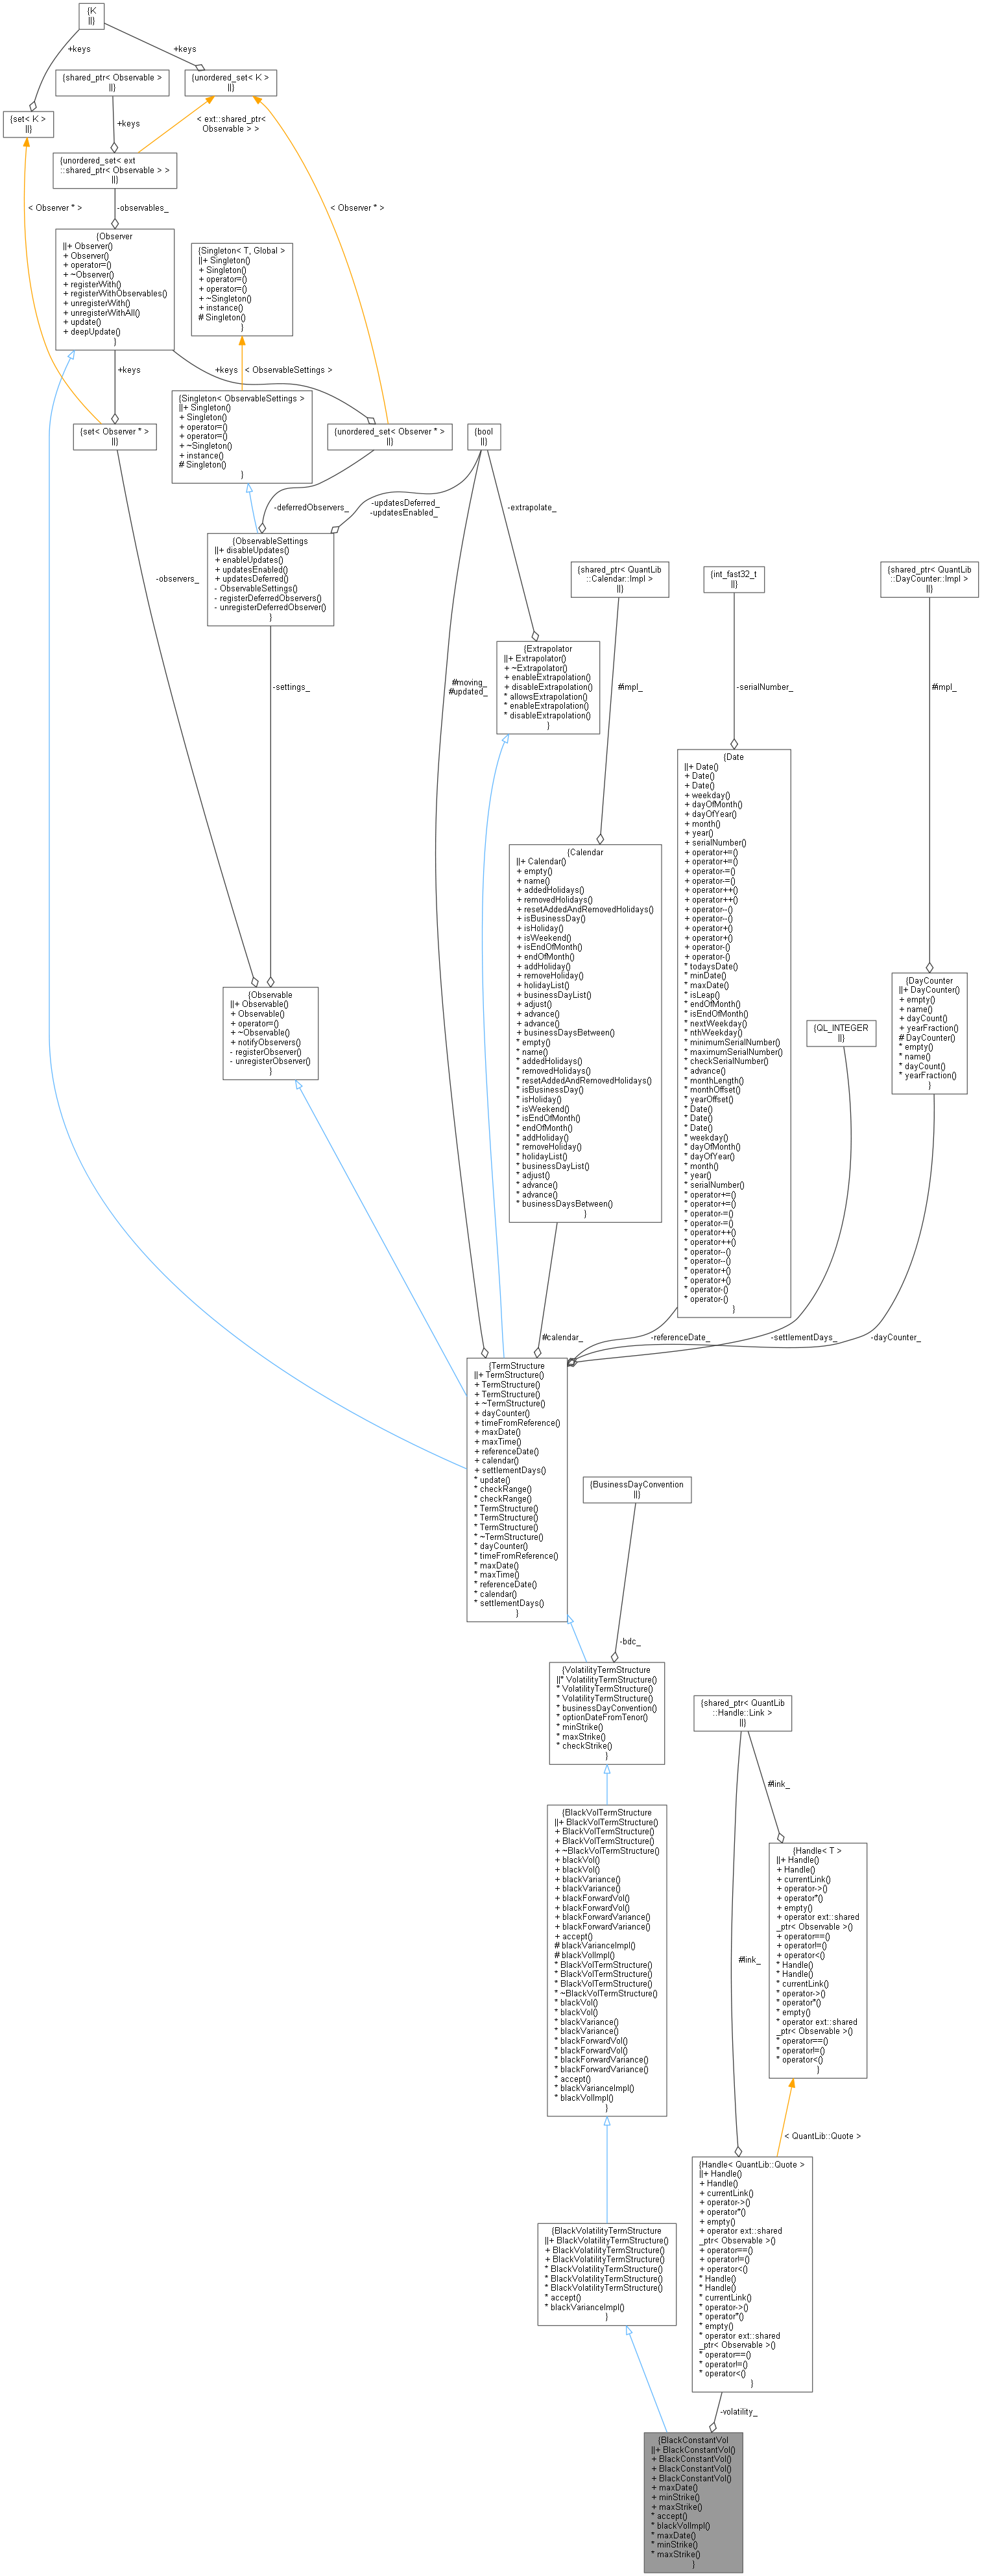 {K
||}
+keys
+keys
{shared_ptr< Observable >
||}
{unordered_set< K >
||}
{set< K >
||}
+keys
< ext::shared_ptr<
Observable > >
{unordered_set< ext
::shared_ptr< Observable > >
||}
< Observer * >
-observables_
< Observer * >
{Observer
||+ Observer()
+ Observer()
+ operator=()
+ ~Observer()
+ registerWith()
+ registerWithObservables()
+ unregisterWith()
+ unregisterWithAll()
+ update()
+ deepUpdate()
}
{Singleton< T, Global >
||+ Singleton()
+ Singleton()
+ operator=()
+ operator=()
+ ~Singleton()
+ instance()
# Singleton()
}
+keys
+keys
< ObservableSettings >
{Singleton< ObservableSettings >
||+ Singleton()
+ Singleton()
+ operator=()
+ operator=()
+ ~Singleton()
+ instance()
# Singleton()
}
{set< Observer * >
||}
{unordered_set< Observer * >
||}
{bool
||}
-deferredObservers_
-updatesDeferred_
-updatesEnabled_
-extrapolate_
-observers_
{ObservableSettings
||+ disableUpdates()
+ enableUpdates()
+ updatesEnabled()
+ updatesDeferred()
- ObservableSettings()
- registerDeferredObservers()
- unregisterDeferredObserver()
}
{shared_ptr< QuantLib
::Calendar::Impl >
||}
{int_fast32_t
||}
{shared_ptr< QuantLib
::DayCounter::Impl >
||}
{Extrapolator
||+ Extrapolator()
+ ~Extrapolator()
+ enableExtrapolation()
+ disableExtrapolation()
* allowsExtrapolation()
* enableExtrapolation()
* disableExtrapolation()
}
-settings_
#moving_
#updated_
#impl_
-serialNumber_
#impl_
{Date
||+ Date()
+ Date()
+ Date()
+ weekday()
+ dayOfMonth()
+ dayOfYear()
+ month()
+ year()
+ serialNumber()
+ operator+=()
+ operator+=()
+ operator-=()
+ operator-=()
+ operator++()
+ operator++()
+ operator--()
+ operator--()
+ operator+()
+ operator+()
+ operator-()
+ operator-()
* todaysDate()
* minDate()
* maxDate()
* isLeap()
* endOfMonth()
* isEndOfMonth()
* nextWeekday()
* nthWeekday()
* minimumSerialNumber()
* maximumSerialNumber()
* checkSerialNumber()
* advance()
* monthLength()
* monthOffset()
* yearOffset()
* Date()
* Date()
* Date()
* weekday()
* dayOfMonth()
* dayOfYear()
* month()
* year()
* serialNumber()
* operator+=()
* operator+=()
* operator-=()
* operator-=()
* operator++()
* operator++()
* operator--()
* operator--()
* operator+()
* operator+()
* operator-()
* operator-()
}
{Calendar
||+ Calendar()
+ empty()
+ name()
+ addedHolidays()
+ removedHolidays()
+ resetAddedAndRemovedHolidays()
+ isBusinessDay()
+ isHoliday()
+ isWeekend()
+ isEndOfMonth()
+ endOfMonth()
+ addHoliday()
+ removeHoliday()
+ holidayList()
+ businessDayList()
+ adjust()
+ advance()
+ advance()
+ businessDaysBetween()
* empty()
* name()
* addedHolidays()
* removedHolidays()
* resetAddedAndRemovedHolidays()
* isBusinessDay()
* isHoliday()
* isWeekend()
* isEndOfMonth()
* endOfMonth()
* addHoliday()
* removeHoliday()
* holidayList()
* businessDayList()
* adjust()
* advance()
* advance()
* businessDaysBetween()
}
{Observable
||+ Observable()
+ Observable()
+ operator=()
+ ~Observable()
+ notifyObservers()
- registerObserver()
- unregisterObserver()
}
{QL_INTEGER
||}
{DayCounter
||+ DayCounter()
+ empty()
+ name()
+ dayCount()
+ yearFraction()
# DayCounter()
* empty()
* name()
* dayCount()
* yearFraction()
}
#calendar_
-referenceDate_
-settlementDays_
-dayCounter_
{TermStructure
||+ TermStructure()
+ TermStructure()
+ TermStructure()
+ ~TermStructure()
+ dayCounter()
+ timeFromReference()
+ maxDate()
+ maxTime()
+ referenceDate()
+ calendar()
+ settlementDays()
* update()
* checkRange()
* checkRange()
* TermStructure()
* TermStructure()
* TermStructure()
* ~TermStructure()
* dayCounter()
* timeFromReference()
* maxDate()
* maxTime()
* referenceDate()
* calendar()
* settlementDays()
}
{BusinessDayConvention
||}
-bdc_
{VolatilityTermStructure
||* VolatilityTermStructure()
* VolatilityTermStructure()
* VolatilityTermStructure()
* businessDayConvention()
* optionDateFromTenor()
* minStrike()
* maxStrike()
* checkStrike()
}
{shared_ptr< QuantLib
::Handle::Link >
||}
#link_
#link_
{BlackVolTermStructure
||+ BlackVolTermStructure()
+ BlackVolTermStructure()
+ BlackVolTermStructure()
+ ~BlackVolTermStructure()
+ blackVol()
+ blackVol()
+ blackVariance()
+ blackVariance()
+ blackForwardVol()
+ blackForwardVol()
+ blackForwardVariance()
+ blackForwardVariance()
+ accept()
# blackVarianceImpl()
# blackVolImpl()
* BlackVolTermStructure()
* BlackVolTermStructure()
* BlackVolTermStructure()
* ~BlackVolTermStructure()
* blackVol()
* blackVol()
* blackVariance()
* blackVariance()
* blackForwardVol()
* blackForwardVol()
* blackForwardVariance()
* blackForwardVariance()
* accept()
* blackVarianceImpl()
* blackVolImpl()
}
{Handle< T >
||+ Handle()
+ Handle()
+ currentLink()
+ operator->()
+ operator*()
+ empty()
+ operator ext::shared
_ptr< Observable >()
+ operator==()
+ operator!=()
+ operator<()
* Handle()
* Handle()
* currentLink()
* operator->()
* operator*()
* empty()
* operator ext::shared
_ptr< Observable >()
* operator==()
* operator!=()
* operator<()
}
< QuantLib::Quote >
{Handle< QuantLib::Quote >
||+ Handle()
+ Handle()
+ currentLink()
+ operator->()
+ operator*()
+ empty()
+ operator ext::shared
_ptr< Observable >()
+ operator==()
+ operator!=()
+ operator<()
* Handle()
* Handle()
* currentLink()
* operator->()
* operator*()
* empty()
* operator ext::shared
_ptr< Observable >()
* operator==()
* operator!=()
* operator<()
}
{BlackVolatilityTermStructure
||+ BlackVolatilityTermStructure()
+ BlackVolatilityTermStructure()
+ BlackVolatilityTermStructure()
* BlackVolatilityTermStructure()
* BlackVolatilityTermStructure()
* BlackVolatilityTermStructure()
* accept()
* blackVarianceImpl()
}
-volatility_
{BlackConstantVol
||+ BlackConstantVol()
+ BlackConstantVol()
+ BlackConstantVol()
+ BlackConstantVol()
+ maxDate()
+ minStrike()
+ maxStrike()
* accept()
* blackVolImpl()
* maxDate()
* minStrike()
* maxStrike()
}